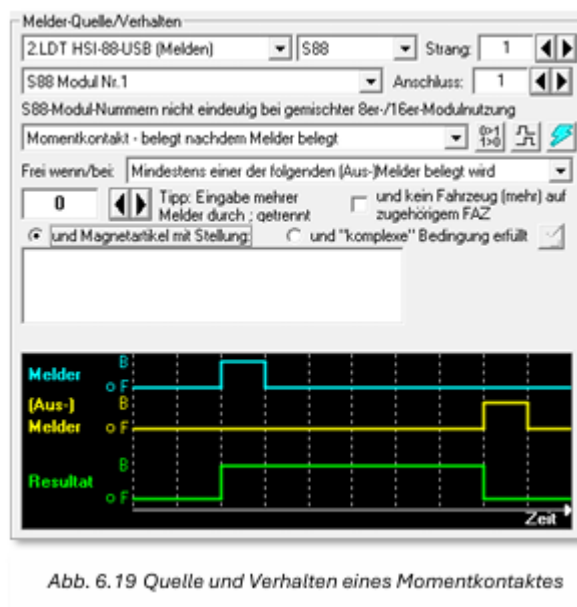 Melder-Quelle/Verhalten
2.LDT HSI-88-USB (Melden) S88 Strang: 1
S88 Modul Nr.1 Anschluss: 1
S88-Modul-Nummern nicht eindeutig bei gemischter 8er-/16er-Modulnutzung
Momentkontakt - belegt nachdem Melder belegt 0>1
1>0
Frei wenn/bei: Mindestens einer der folgenden (Aus-)Melder belegt wird
0 Tipp: Eingabe mehrer und kein Fahrzeug (mehr) auf
Melder durch ; getrennt zugehörigem FAZ
und Magnetartikel mit Stellung: und "komplexe" Bedingung erfüllt
Melder B
o F
(Aus-) B
Melder o F
Resultat B
o F
Zeit
Abb. 6.19 Quelle und Verhalten eines Momentkontaktes